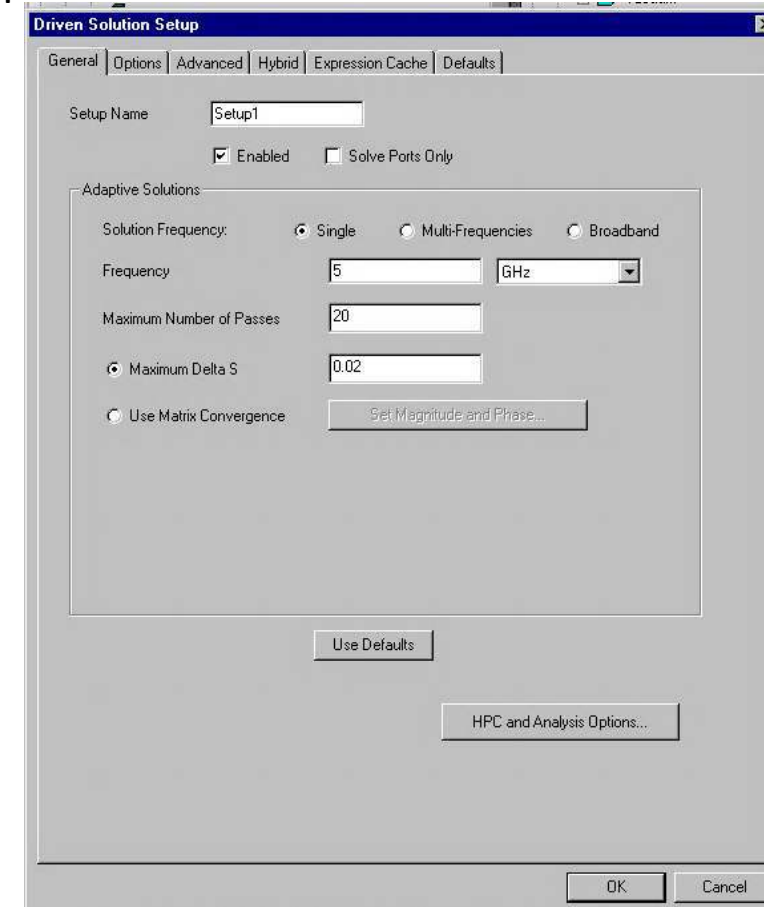 Driven Solution Setup
General Options Advanced Hybrid Expression Cache Defaults
Setup Name Setup1
Enabled Solve Ports Only
Adaptive Solutions
Solution Frequency: Single Multi-Frequencies Broadband
Frequency 5 GHz
Maximum Number of Passes 20
Maximum Delta S 0.02
Use Matrix Convergence Set Magnitude and Phase...
Use Defaults
HPC and Analysis Options...
OK Cancel